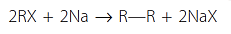 2RX + 2Na → R—R + 2NaX